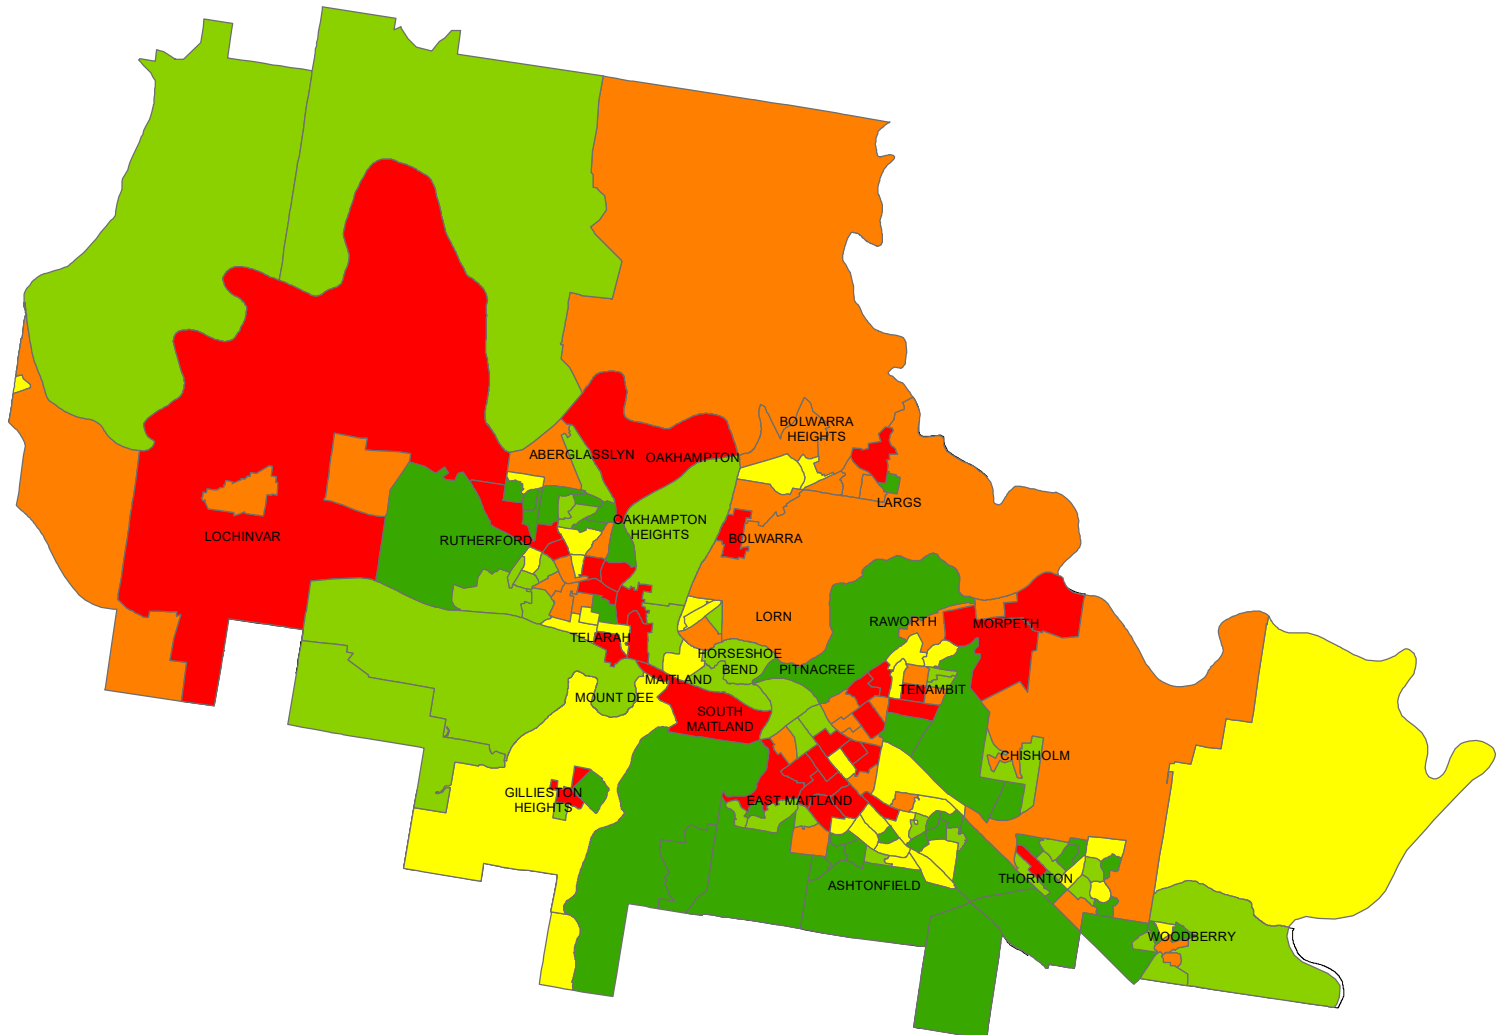 BOLWARRA
HEIGHTS
ABERGLASSLYN
OAKHAMPTON
LARGS
OAKHAMPTON
HEIGHTS
LOCHINVAR
RUTHERFORD
BOLWARRA
LORN
RAWORTH
MORPETH
TELARAH
HORSESHOE
BEND
PITNACREE
MAITLAND
TENAMBIT
MOUNT DEE
SOUTH
MAITLAND
CHISHOLM
GILLIESTON
HEIGHTS
EAST MAITLAND
THORNTON
ASHTONFIELD
WOODBERRY